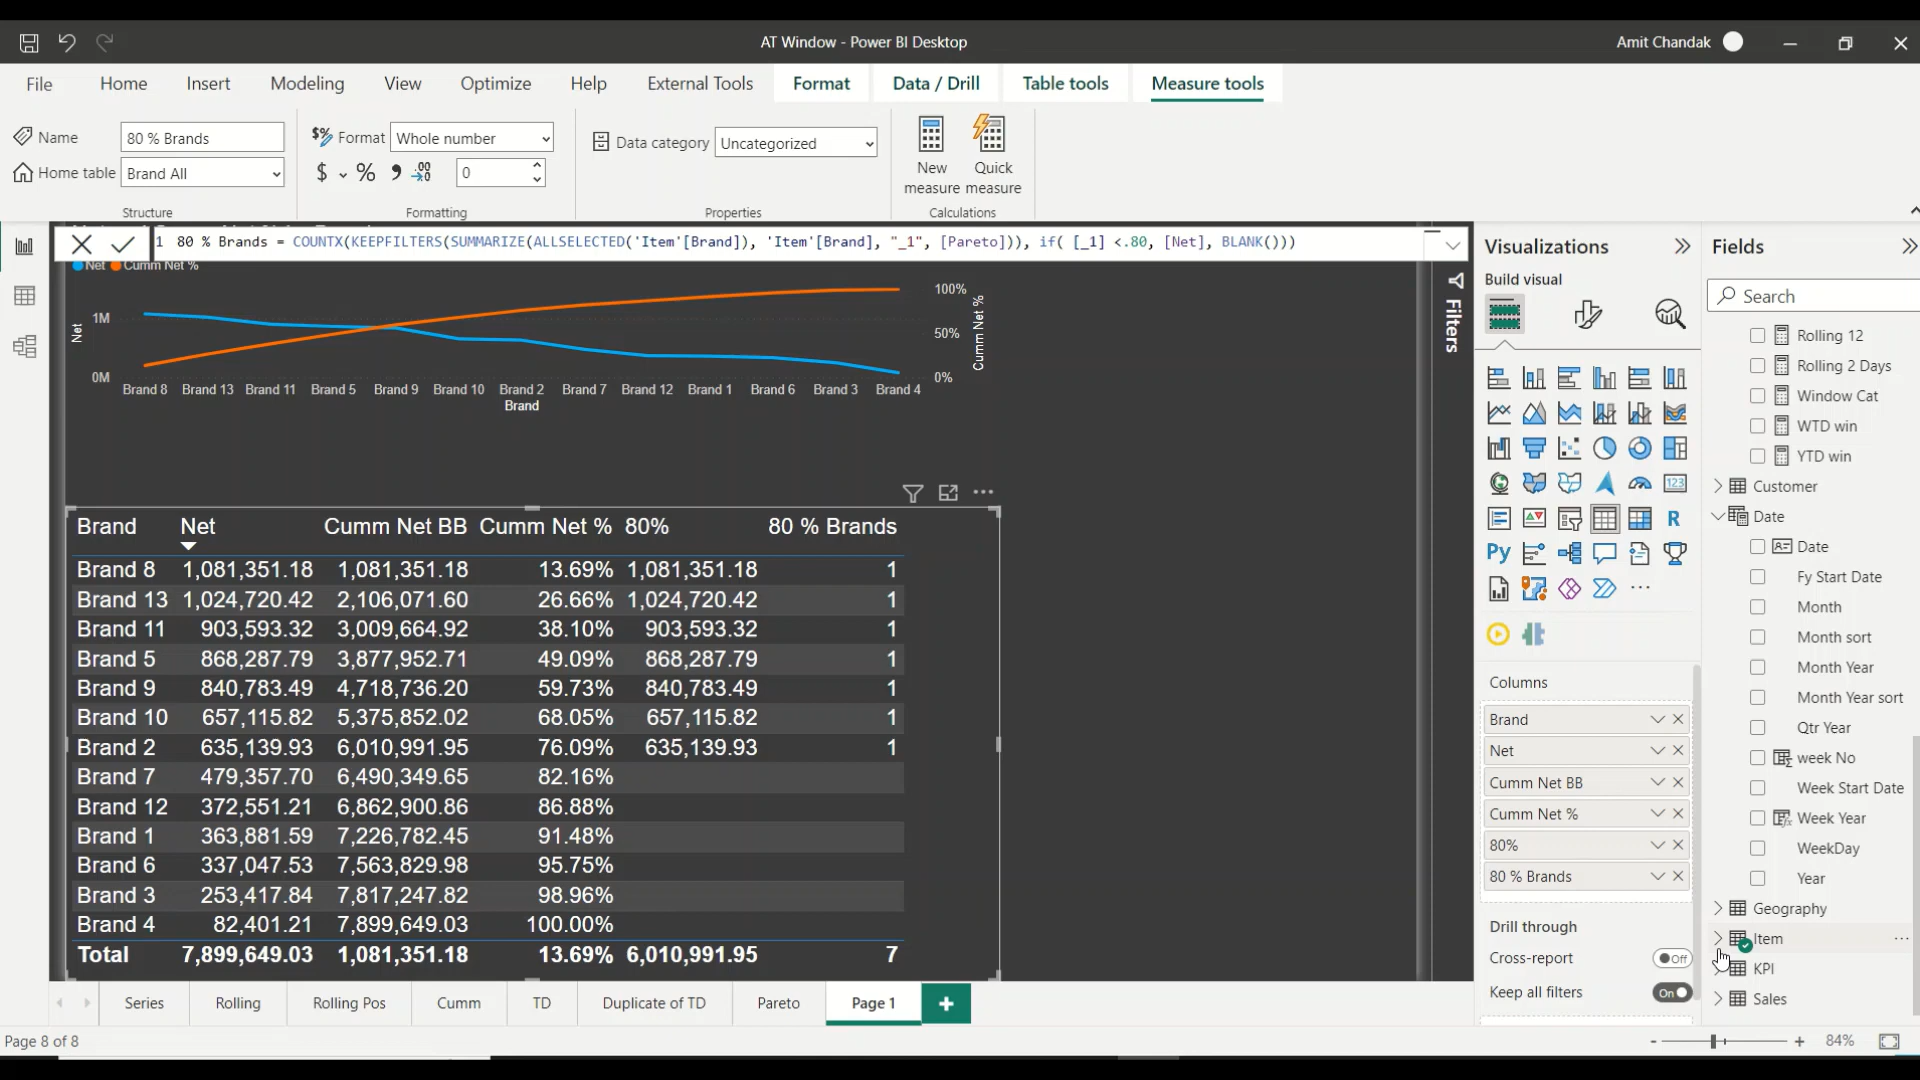 AT Window - Power BI Desktop
Amit Chandak
File Home Insert Modeling View Optimize Help External Tools Format Data / Drill Table tools Measure tools
Name 80 % Brands
Format Whole number
Home table Brand All
$ % 0
Data category Uncategorized
New measure
Quick measure
Structure Formatting Properties Calculations
1 80 % Brands = COUNTX(KEEPFILTERS(SUMMARIZE(ALLSELECTED('Item'[Brand]), 'Item'[Brand], "_1", [Pareto])), if( [_1] <.80, [Net], BLANK()))
Net Cumm Net %
1M
0M
Net
100%
50%
0%
Cumm Net %
Brand 8 Brand 13 Brand 11 Brand 5 Brand 9 Brand 10 Brand 2 Brand 7 Brand 12 Brand 1 Brand 6 Brand 3 Brand 4
Brand
Brand Net Cumm Net BB Cumm Net % 80% 80 % Brands
Brand 8 1,081,351.18 1,081,351.18 13.69% 1,081,351.18 1
Brand 13 1,024,720.42 2,106,071.60 26.66% 1,024,720.42 1
Brand 11 903,593.32 3,009,664.92 38.10% 903,593.32 1
Brand 5 868,287.79 3,877,952.71 49.09% 868,287.79 1
Brand 9 840,783.49 4,718,736.20 59.73% 840,783.49 1
Brand 10 657,115.82 5,375,852.02 68.05% 657,115.82 1
Brand 2 635,139.93 6,010,991.95 76.09% 635,139.93 1
Brand 7 479,357.70 6,490,349.65 82.16%
Brand 12 372,551.21 6,862,900.86 86.88%
Brand 1 363,881.59 7,226,782.45 91.48%
Brand 6 337,047.53 7,563,829.98 95.75%
Brand 3 253,417.84 7,817,247.82 98.96%
Brand 4 82,401.21 7,899,649.03 100.00%
Total 7,899,649.03 1,081,351.18 13.69% 6,010,991.95 7
Filters
Visualizations
Build visual
123
R
Py
Columns
Brand
Net
Cumm Net BB
Cumm Net %
80%
80 % Brands
Drill through
Cross-report Off
Keep all filters On
Fields
Search
Rolling 12
Rolling 2 Days
Window Cat
WTD win
YTD win
Customer
Date
Date
Fy Start Date
Month
Month sort
Month Year
Month Year sort
Qtr Year
week No
Week Start Date
Week Year
WeekDay
Year
Geography
Item
KPI
Sales
Series Rolling Rolling Pos Cumm TD Duplicate of TD Pareto Page 1
Page 8 of 8
84%